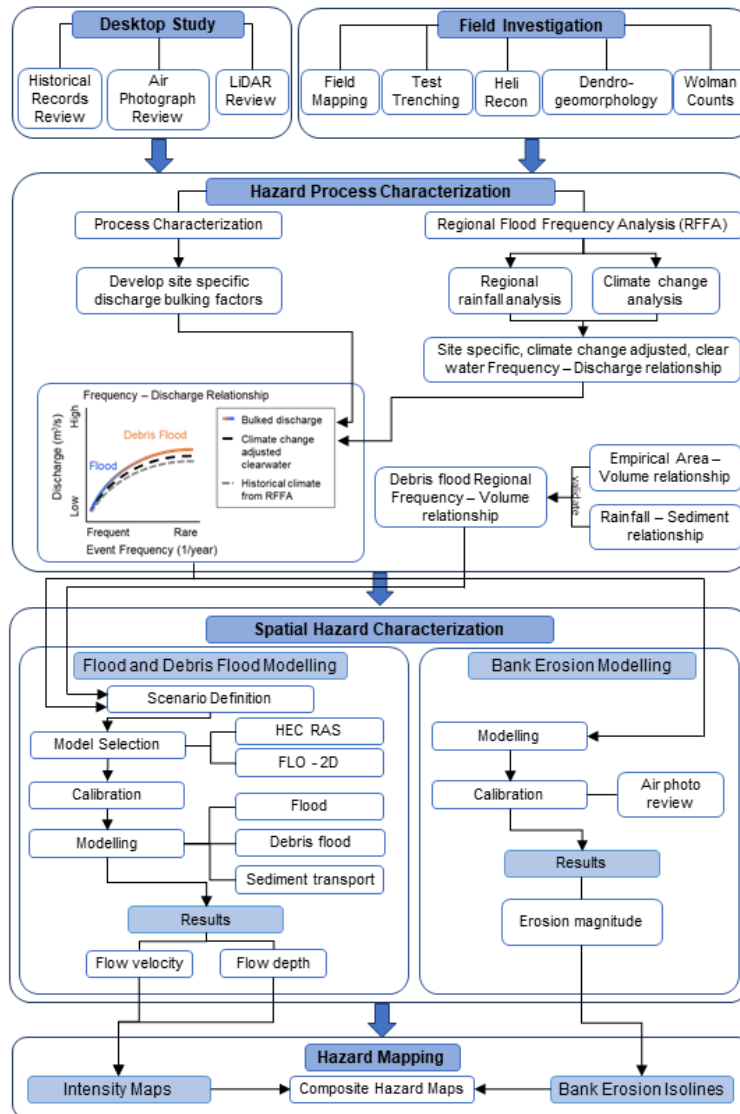 Desktop Study
Historical
Records
Review
Air
Photograph
Review
LiDAR
Review
Field Investigation
Field
Mapping
Test
Trenching
Heli
Recon
Dendro-
geomorphology
Wolman
Counts
Hazard Process Characterization
Process Characterization
Develop site specific
discharge bulking factors
Regional Flood Frequency Analysis (RFFA)
Regional
rainfall analysis
Climate change
analysis
Site specific, climate change adjusted, clear
water Frequency – Discharge relationship
Frequency – Discharge Relationship
Discharge (m³/s)
High
Low
Flood
Debris Flood
Frequent
Rare
Event Frequency (1/year)
Bulked discharge
Climate change
adjusted
clearwater
Historical climate
from RFFA
Debris flood Regional
Frequency – Volume
relationship
validate
Empirical Area –
Volume relationship
Rainfall – Sediment
relationship
Spatial Hazard Characterization
Flood and Debris Flood Modelling
Scenario Definition
Model Selection
HEC RAS
FLO - 2D
Calibration
Modelling
Flood
Debris flood
Sediment transport
Results
Flow velocity
Flow depth
Bank Erosion Modelling
Modelling
Calibration
Air photo
review
Results
Erosion magnitude
Hazard Mapping
Intensity Maps
Composite Hazard Maps
Bank Erosion Isolines